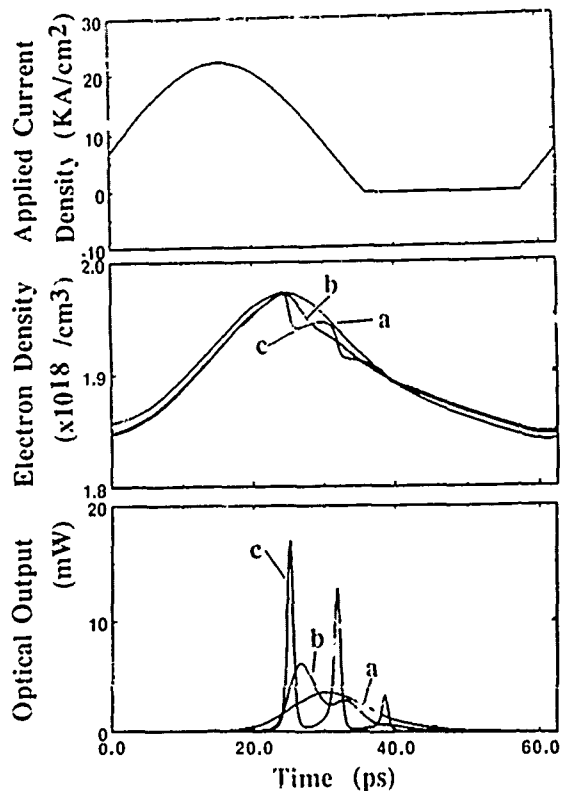 Applied Current
Density (KA/cm2)
30
20
10
0
-10
Electron Density
(x1018 /cm3)
2.0
1.9
1.8
b
a
c
Optical Output
(mW)
20
10
0
c
b
a
0.0
20.0
40.0
60.0
Time (ps)